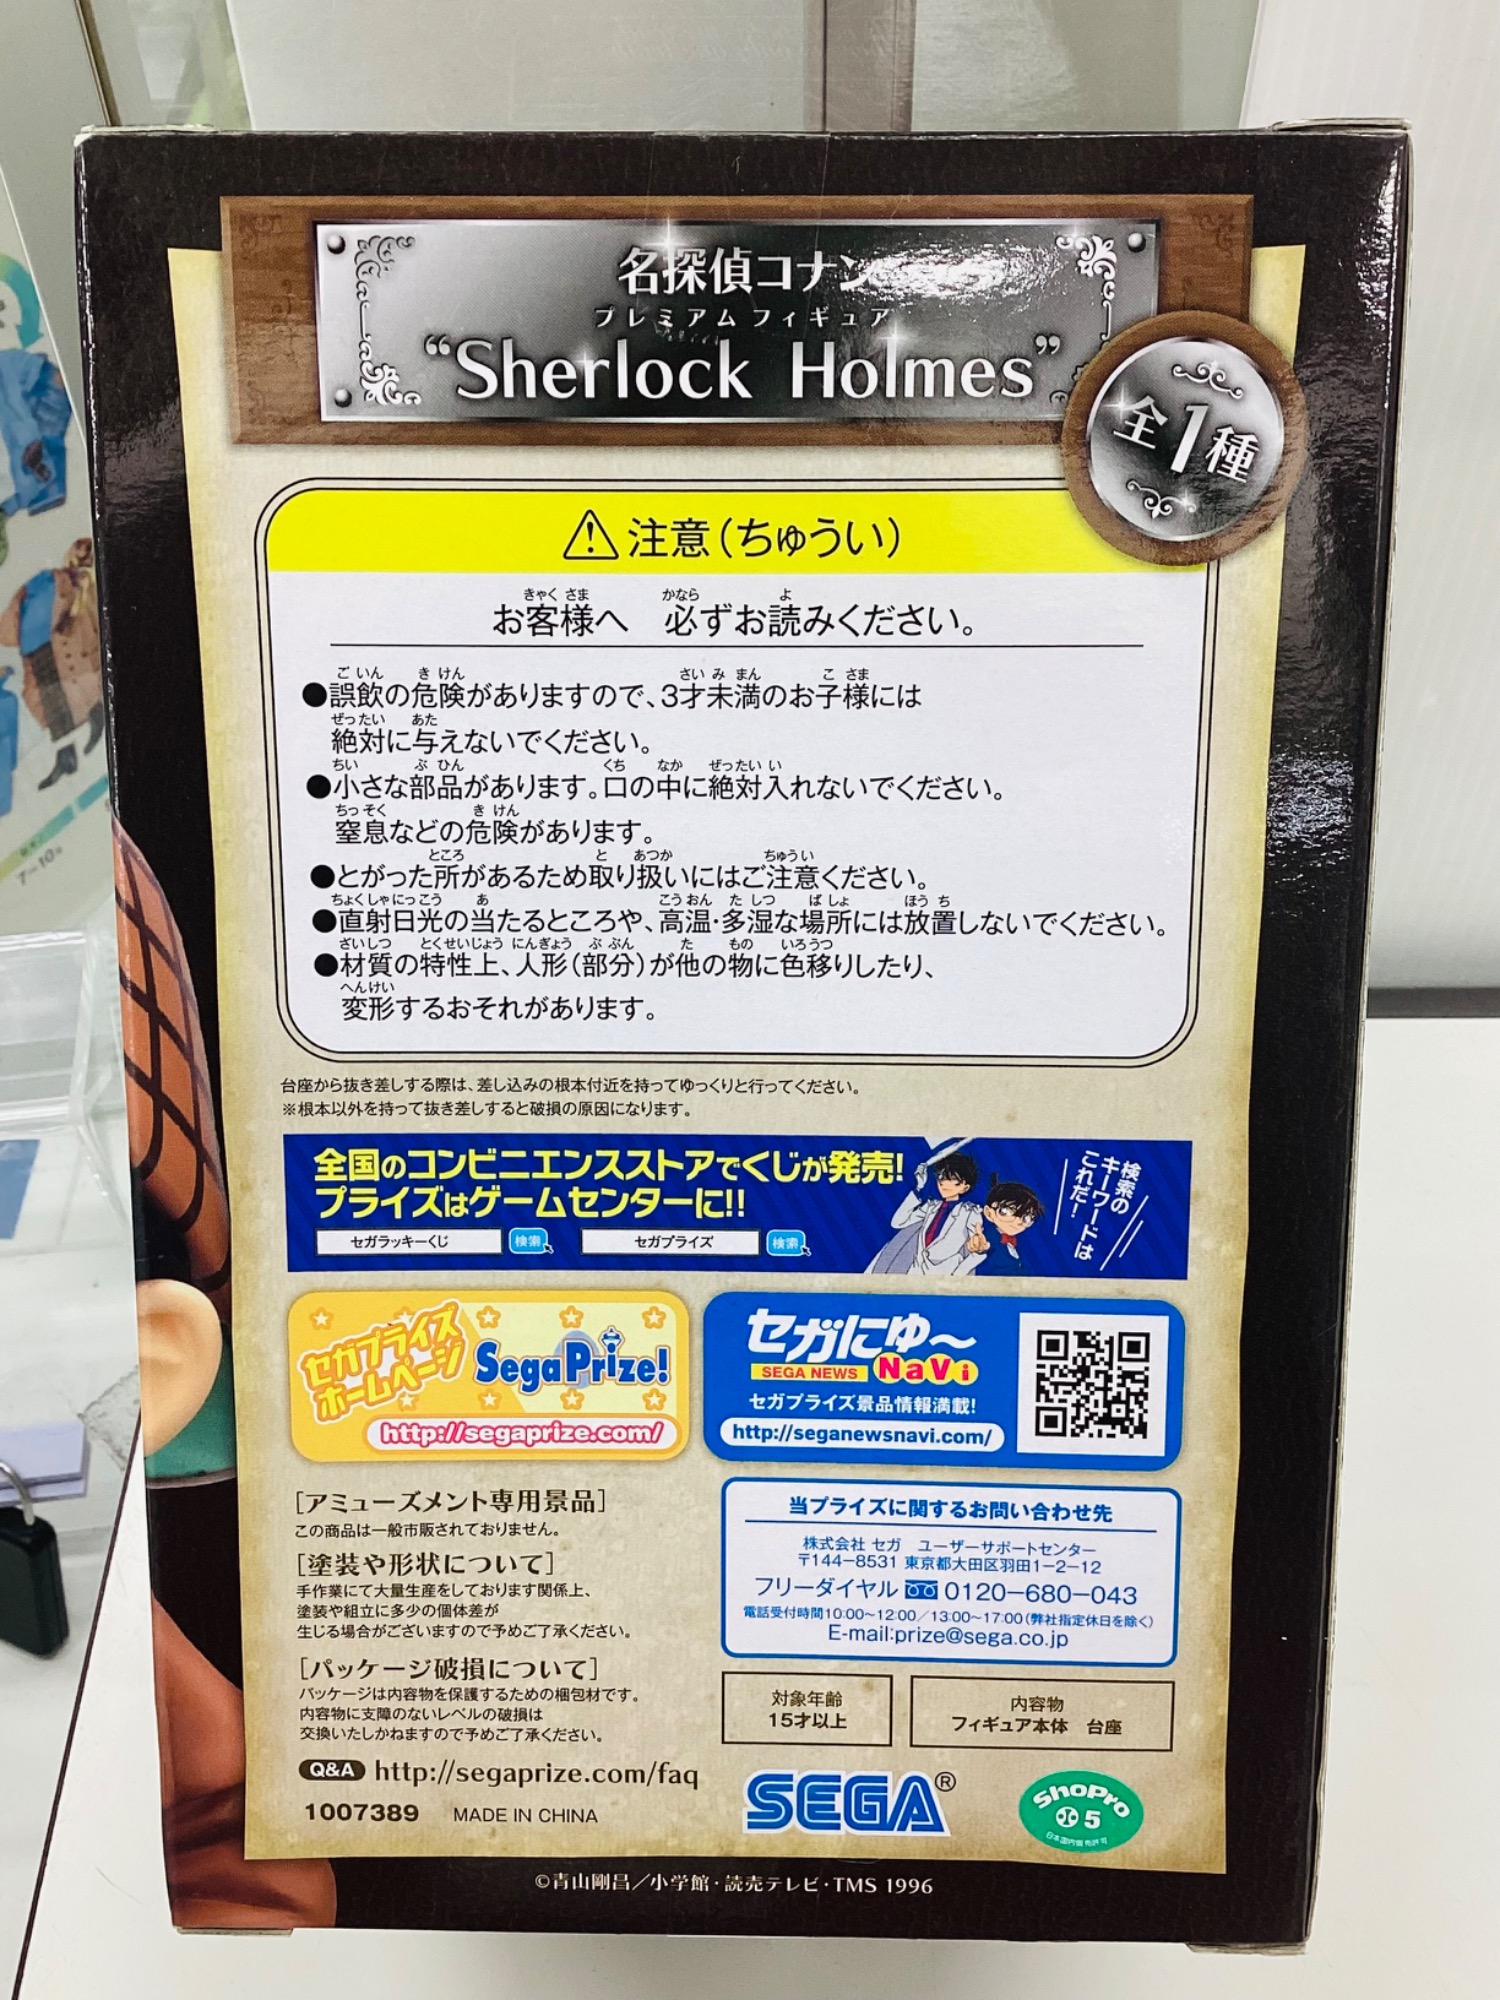 名探偵コナン
プレミアムフィギュア
“Sherlock Holmes”
全1種
注意(ちゅうい)
お客様へ 必ずお読みください。
●誤飲の危険がありますので、3才未満のお子様には
絶対に与えないでください。
●小さな部品があります。口の中に絶対入れないでください。
窒息などの危険があります。
●とがった所があるため取り扱いにはご注意ください。
●直射日光の当たるところや、高温・多湿な場所には放置しないでください。
●材質の特性上、人形(部分)が他の物に色移りしたり、
変形するおそれがあります。
台座から抜き差しする際は、差し込みの根本付近を持ってゆっくりと行ってください。
※根本以外を持って抜き差しすると破損の原因になります。
全国のコンビニエンスストアでくじが発売!
プライズはゲームセンターに!!
セガラッキーくじ 検索 セガプライズ 検索
検索の
キーワードは
これだ!
セガプライズ
ホームページ
SegaPrize!
http://segaprize.com/
セガにゅ〜
SEGA NEWS NaVi
セガプライズ景品情報満載!
http://seganewsnavi.com/
[アミューズメント専用景品]
この商品は一般市販されておりません。
[塗装や形状について]
手作業にて大量生産をしております関係上、
塗装や組立に多少の個体差が
生じる場合がございますので予めご了承ください。
[パッケージ破損について]
パッケージは内容物を保護するための梱包材です。
内容物に支障のないレベルの破損は
交換いたしかねますので予めご了承ください。
Q&A http://segaprize.com/faq
1007389 MADE IN CHINA
当プライズに関するお問い合わせ先
株式会社 セガ ユーザーサポートセンター
〒144-8531 東京都大田区羽田1-2-12
フリーダイヤル 0120-680-043
電話受付時間10:00~12:00/13:00~17:00(弊社指定休日を除く)
E-mail:prize@sega.co.jp
対象年齢
15才以上
内容物
フィギュア本体 台座
SEGA®
ShoPro
5
©青山剛昌/小学館・読売テレビ・TMS 1996